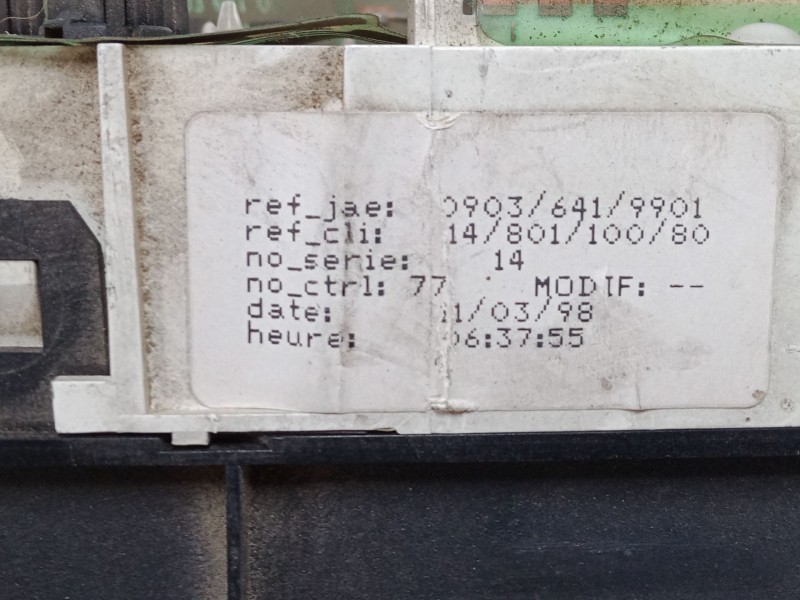 ref_jae: 0903/641/9901
ref_cli: 14/801/100/80
no_serie: 14
no_ctrl: 77 MODIF: --
date: /03/98
heure: 06:37:55